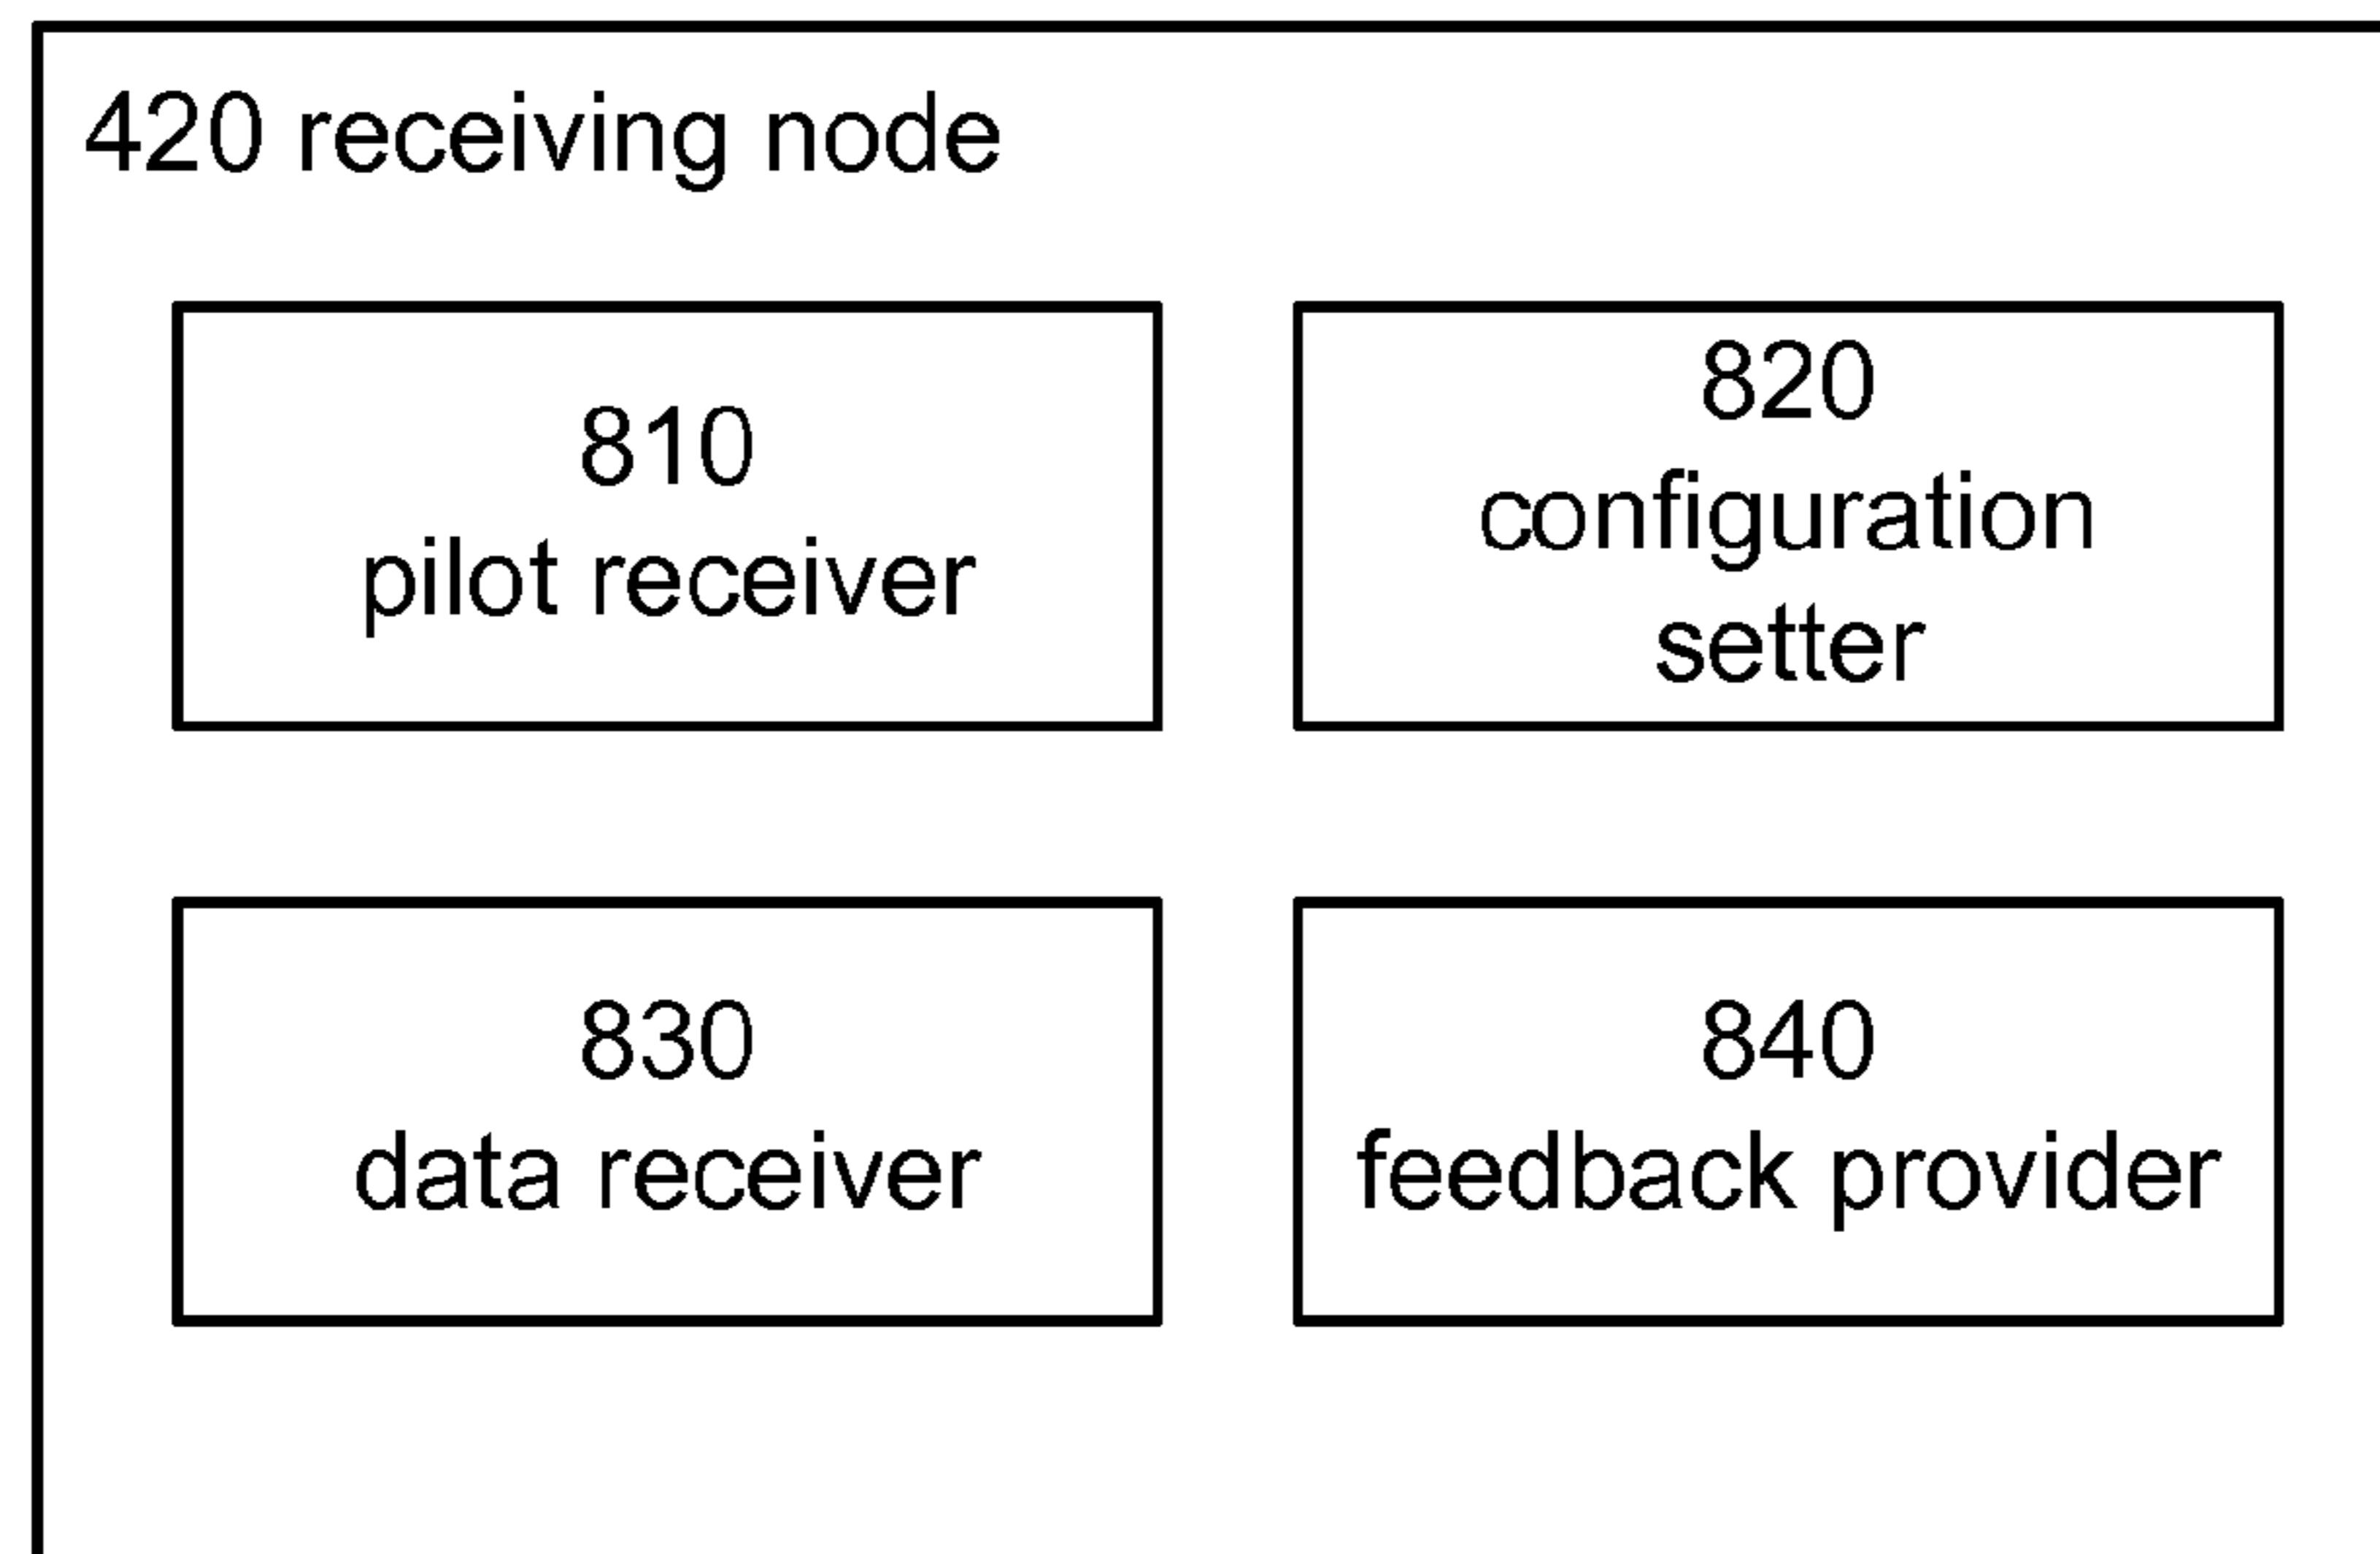 420 receiving node
810
pilot receiver
820
configuration
setter
830
data receiver
840
feedback provider